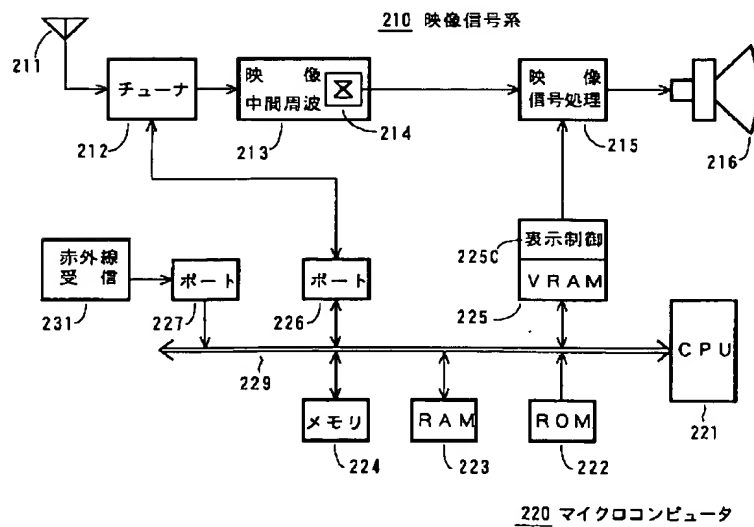 210 映像信号系
211
チューナ
212
映像
中間周波
213
214
映像
信号処理
215
216
赤外線
受信
231
ポート
227
ポート
226
225C
表示制御
VRAM
225
CPU
221
229
メモリ
224
RAM
223
ROM
222
220 マイクロコンピュータ